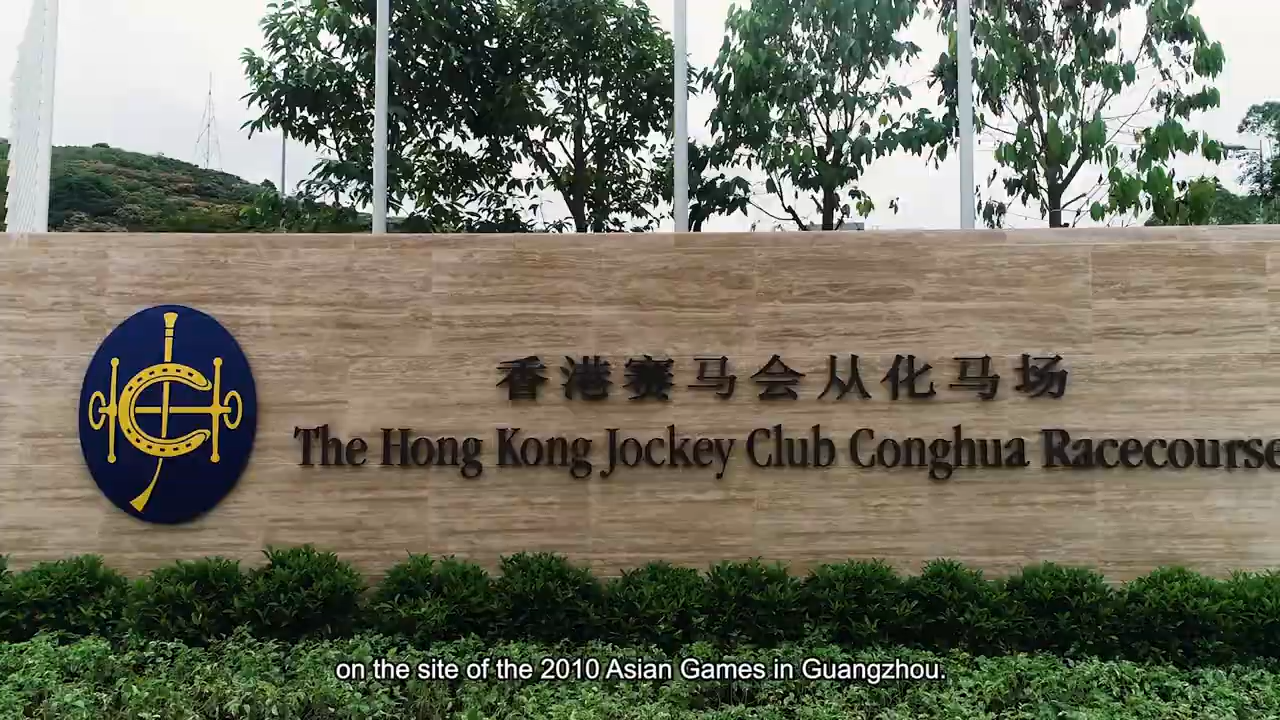 香港赛马会从化马场
The Hong Kong Jockey Club Conghua Racecourse
on the site of the 2010 Asian Games in Guangzhou.